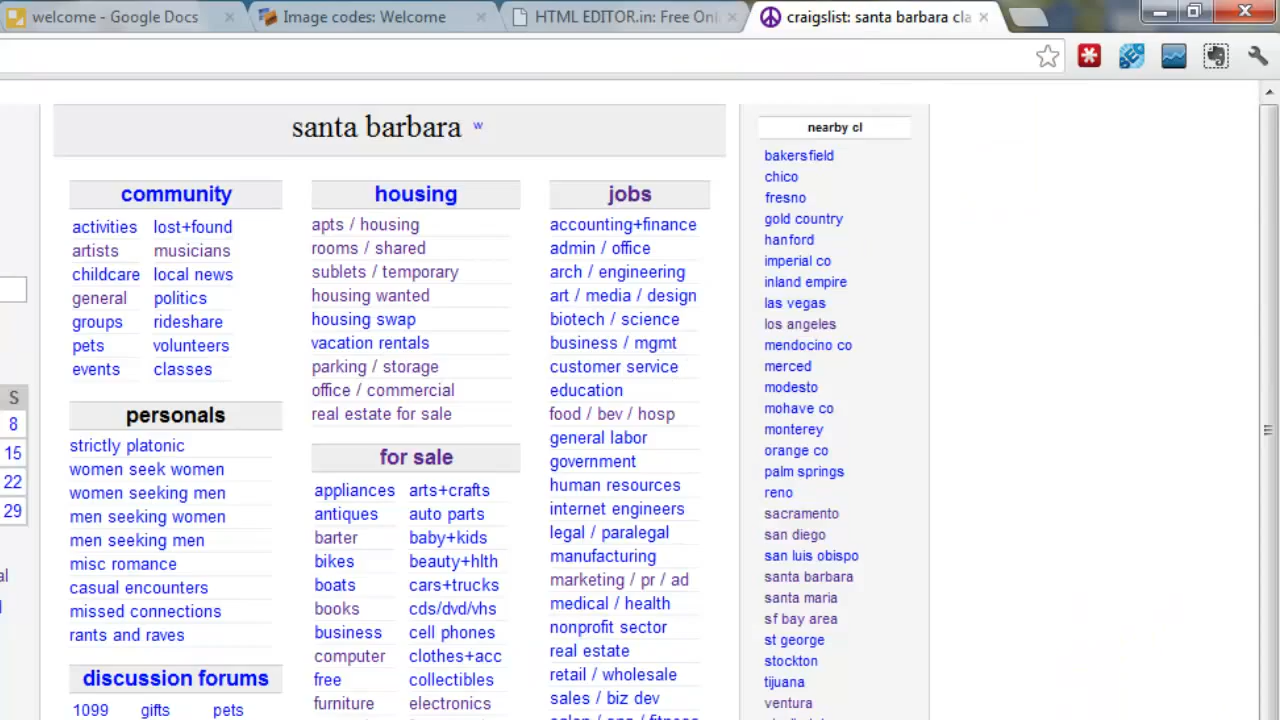 welcome - Google Docs
Image codes: Welcome
HTML EDITOR.in: Free Onli
craigslist: santa barbara cla
santa barbara w
community
activities lost+found
artists musicians
childcare local news
general politics
groups rideshare
pets volunteers
events classes
personals
strictly platonic
women seek women
women seeking men
men seeking women
men seeking men
misc romance
casual encounters
missed connections
rants and raves
discussion forums
1099 gifts pets
housing
apts / housing
rooms / shared
sublets / temporary
housing wanted
housing swap
vacation rentals
parking / storage
office / commercial
real estate for sale
for sale
appliances arts+crafts
antiques auto parts
barter baby+kids
bikes beauty+hlth
boats cars+trucks
books cds/dvd/vhs
business cell phones
computer clothes+acc
free collectibles
furniture electronics
jobs
accounting+finance
admin / office
arch / engineering
art / media / design
biotech / science
business / mgmt
customer service
education
food / bev / hosp
general labor
government
human resources
internet engineers
legal / paralegal
manufacturing
marketing / pr / ad
medical / health
nonprofit sector
real estate
retail / wholesale
sales / biz dev
nearby cl
bakersfield
chico
fresno
gold country
hanford
imperial co
inland empire
las vegas
los angeles
mendocino co
merced
modesto
mohave co
monterey
orange co
palm springs
reno
sacramento
san diego
san luis obispo
santa barbara
santa maria
sf bay area
st george
stockton
tijuana
ventura
S
8
15
22
29